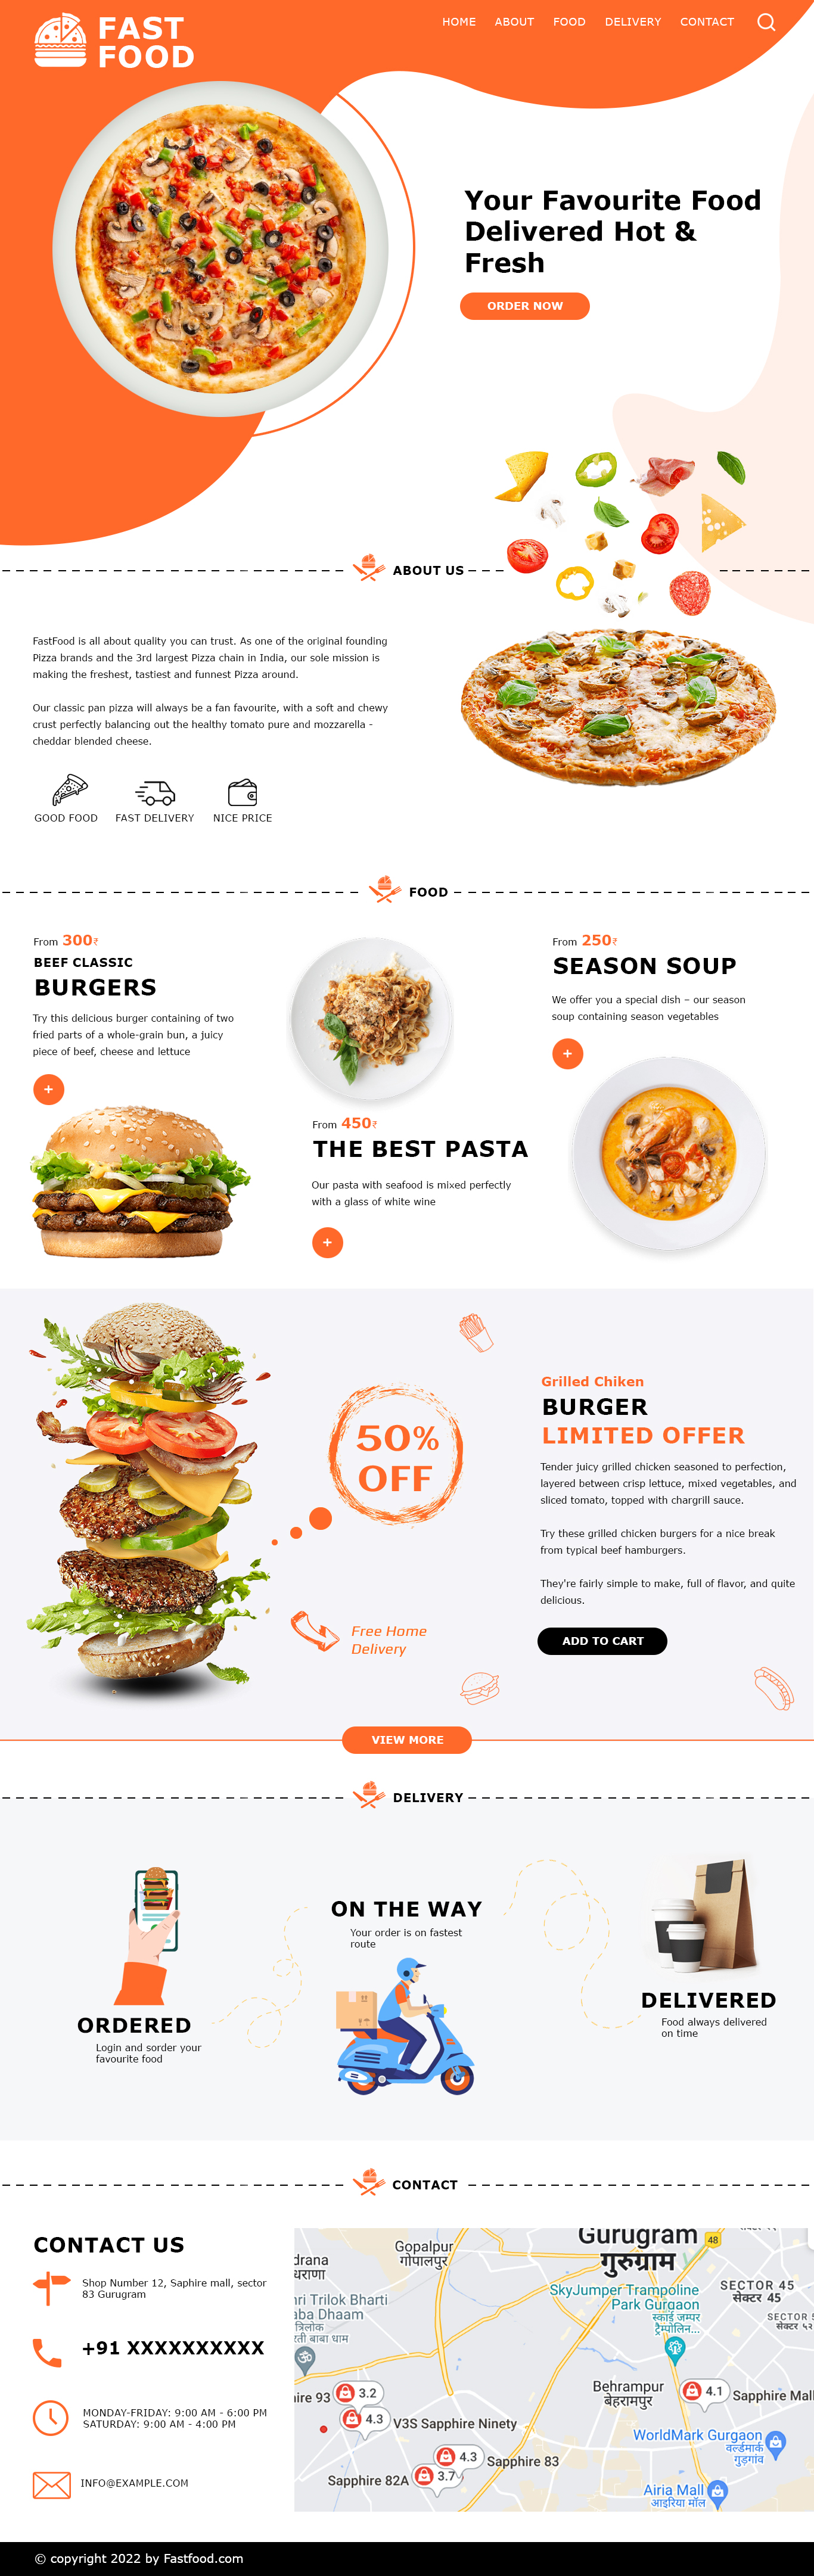 FAST
FOOD
HOME ABOUT FOOD DELIVERY CONTACT
Your Favourite Food
Delivered Hot &
Fresh
ORDER NOW
ABOUT US
FastFood is all about quality you can trust. As one of the original founding
Pizza brands and the 3rd largest Pizza chain in India, our sole mission is
making the freshest, tastiest and funnest Pizza around.
Our classic pan pizza will always be a fan favourite, with a soft and chewy
crust perfectly balancing out the healthy tomato pure and mozzarella -
cheddar blended cheese.
GOOD FOOD FAST DELIVERY NICE PRICE
FOOD
From 300₹
BEEF CLASSIC
BURGERS
Try this delicious burger containing of two
fried parts of a whole-grain bun, a juicy
piece of beef, cheese and lettuce
+
From 450₹
THE BEST PASTA
Our pasta with seafood is mixed perfectly
with a glass of white wine
+
From 250₹
SEASON SOUP
We offer you a special dish – our season
soup containing season vegetables
+
50%
OFF
Free Home
Delivery
Grilled Chiken
BURGER
LIMITED OFFER
Tender juicy grilled chicken seasoned to perfection,
layered between crisp lettuce, mixed vegetables, and
sliced tomato, topped with chargrill sauce.
Try these grilled chicken burgers for a nice break
from typical beef hamburgers.
They're fairly simple to make, full of flavor, and quite
delicious.
ADD TO CART
VIEW MORE
DELIVERY
ORDERED
Login and sorder your
favourite food
ON THE WAY
Your order is on fastest
route
DELIVERED
Food always delivered
on time
CONTACT
CONTACT US
Shop Number 12, Saphire mall, sector
83 Gurugram
+91 XXXXXXXXXX
MONDAY-FRIDAY: 9:00 AM - 6:00 PM
SATURDAY: 9:00 AM - 4:00 PM
INFO@EXAMPLE.COM
Gurugram
गुरुग्राम
48
Gopalpur
गोपालपुर
drana
धराणा
SkyJumper Trampoline
Park Gurgaon
स्काई जम्पर
ट्रैम्पोलिन...
SECTOR 45
सेक्टर 45
SECTOR 5
सेक्टर ५२
hri Tilok Bharti
aba Dhaam
त्रिलोक
रती बाबा धाम
Behrampur
बेहरामपुर
ire 93
3.2
4.3
V3S Sapphire Ninety
4.1
Sapphire Mall
WorldMark Gurgaon
वर्ल्डमार्क
गुड़गांव
4.3
Sapphire 83
Sapphire 82A
3.7
Airia Mall
आइरिया मॉल
© copyright 2022 by Fastfood.com